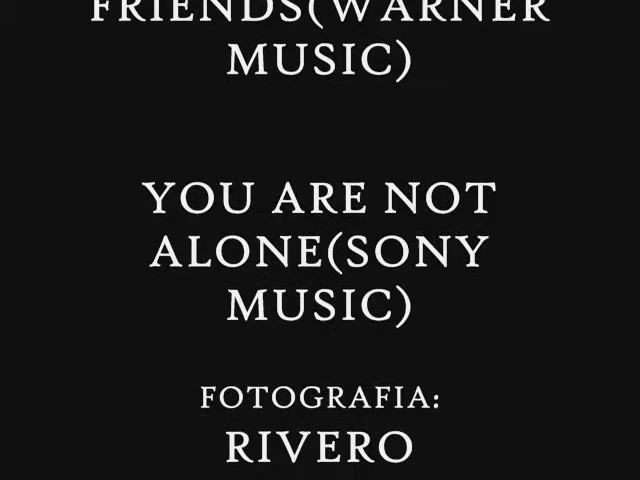 FRIENDS(WARNER
MUSIC)
YOU ARE NOT
ALONE(SONY
MUSIC)
FOTOGRAFIA:
RIVERO